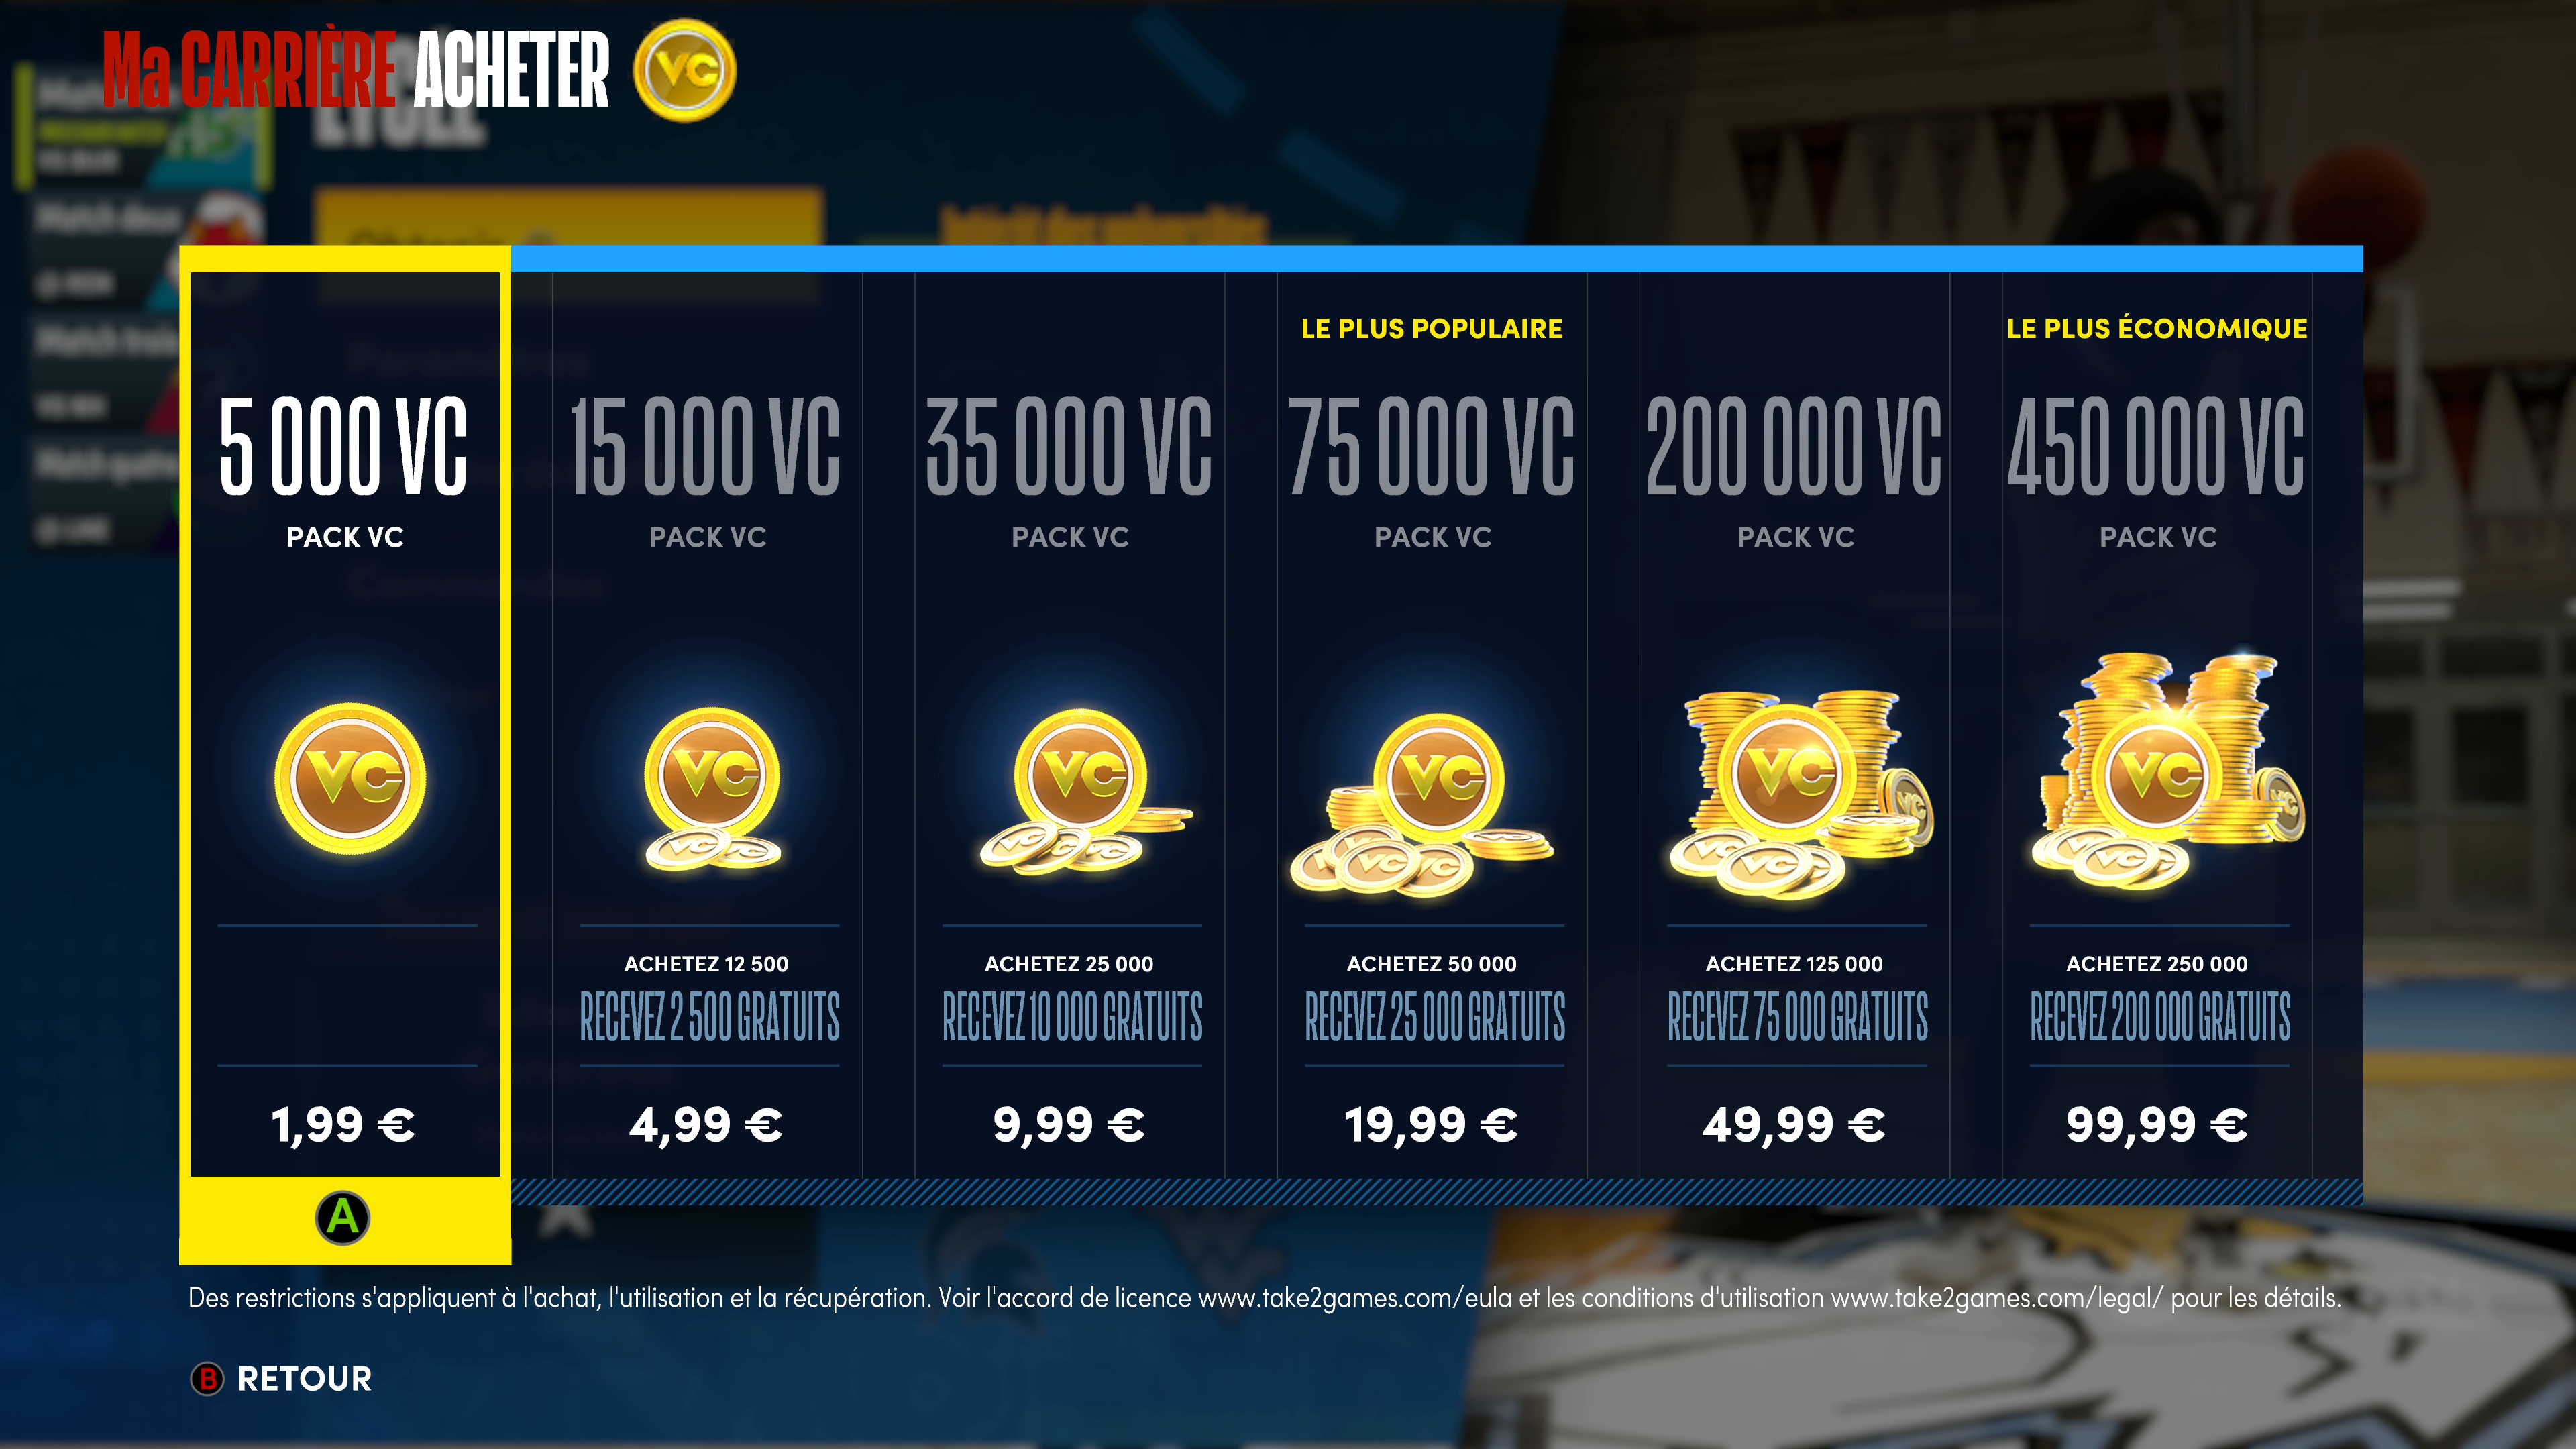 Ma CARRIÈRE ACHETER VC
LE PLUS POPULAIRE
LE PLUS ÉCONOMIQUE
5 000 VC
PACK VC
15 000 VC
PACK VC
35 000 VC
PACK VC
75 000 VC
PACK VC
200 000 VC
PACK VC
450 000 VC
PACK VC
ACHETEZ 12 500
RECEVEZ 2 500 GRATUITS
ACHETEZ 25 000
RECEVEZ 10 000 GRATUITS
ACHETEZ 50 000
RECEVEZ 25 000 GRATUITS
ACHETEZ 125 000
RECEVEZ 75 000 GRATUITS
ACHETEZ 250 000
RECEVEZ 200 000 GRATUITS
1,99 €
4,99 €
9,99 €
19,99 €
49,99 €
99,99 €
A
Des restrictions s'appliquent à l'achat, l'utilisation et la récupération. Voir l'accord de licence www.take2games.com/eula et les conditions d'utilisation www.take2games.com/legal/ pour les détails.
B RETOUR